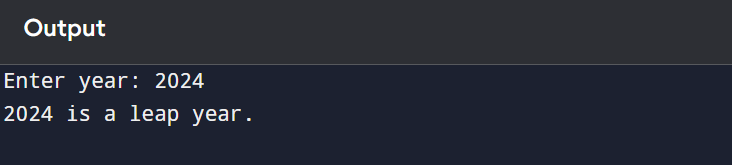 Output
Enter year: 2024
2024 is a leap year.